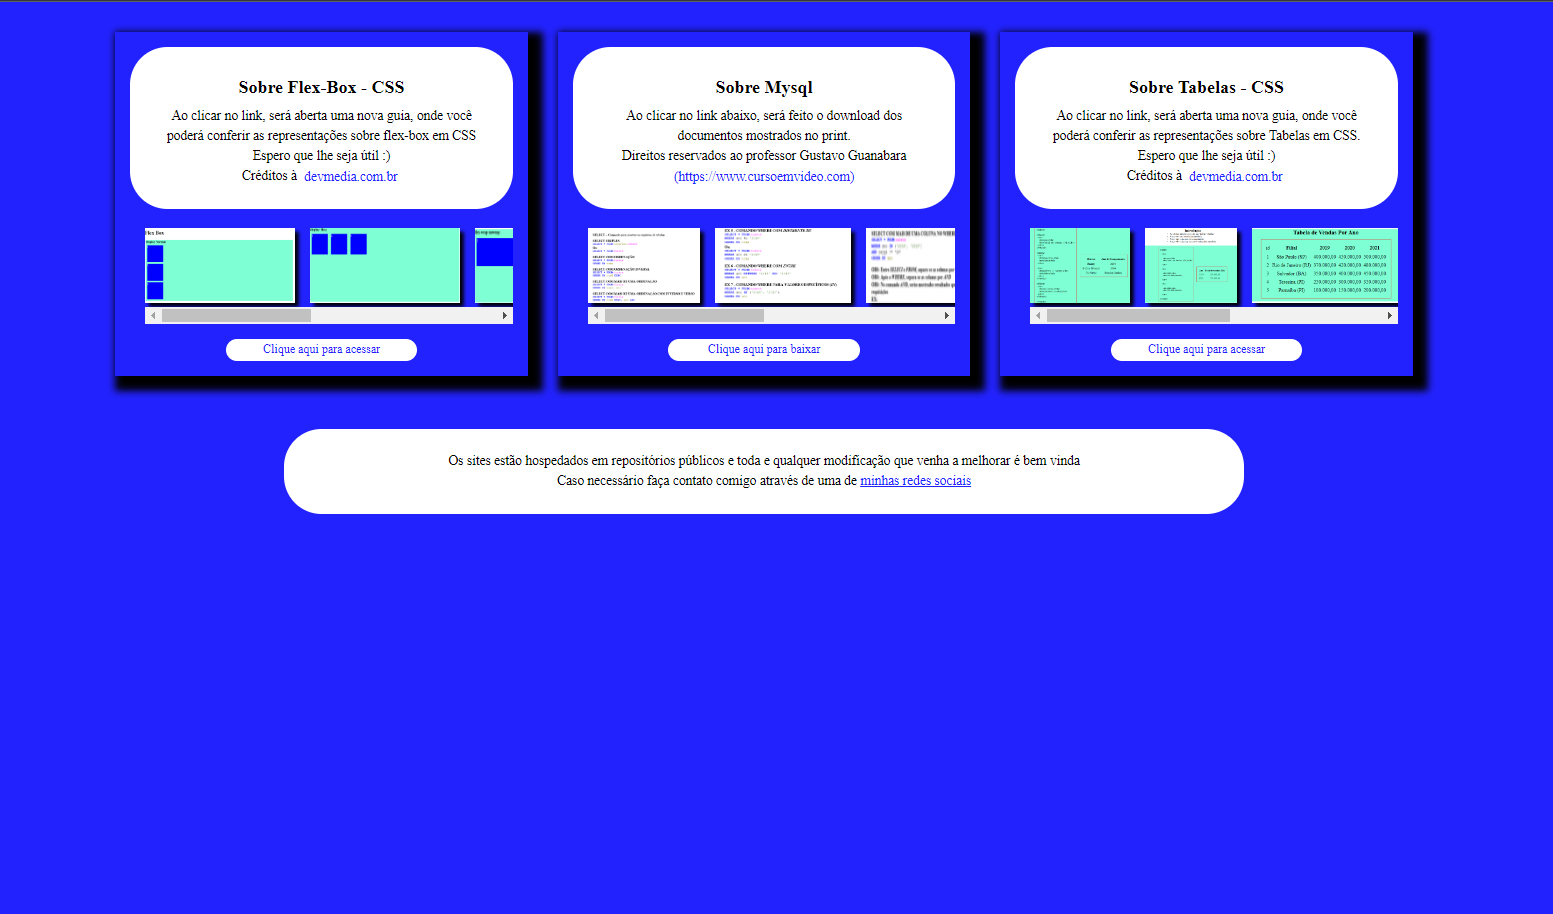 Sobre Flex-Box - CSS
Ao clicar no link, será aberta uma nova guia, onde você
poderá conferir as representações sobre flex-box em CSS
Espero que lhe seja útil :)
Créditos à devmedia.com.br
Flex Box
Clique aqui para acessar
Sobre Mysql
Ao clicar no link abaixo, será feito o download dos
documentos mostrados no print.
Direitos reservados ao professor Gustavo Guanabara
(https://www.cursoemvideo.com)
Clique aqui para baixar
Sobre Tabelas - CSS
Ao clicar no link, será aberta uma nova guia, onde você
poderá conferir as representações sobre Tabelas em CSS.
Espero que lhe seja útil :)
Créditos à devmedia.com.br
Tabela de Vendas Por Ano
id Filial 2019 2020 2021
Clique aqui para acessar
Os sites estão hospedados em repositórios públicos e toda e qualquer modificação que venha a melhorar é bem vinda
Caso necessário faça contato comigo através de uma de minhas redes sociais